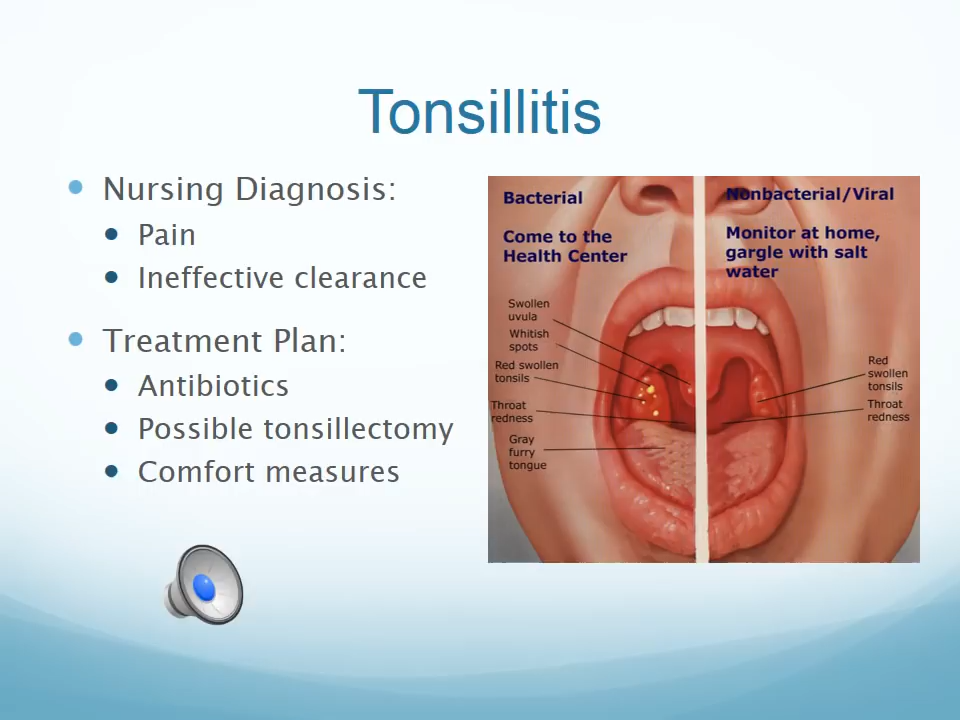 Tonsillitis
Nursing Diagnosis:
Pain
Ineffective clearance
Treatment Plan:
Antibiotics
Possible tonsillectomy
Comfort measures
Bacterial
Come to the
Health Center
Swollen
uvula
Whitish
spots
Red swollen
tonsils
Throat
redness
Gray
furry
tongue
Nonbacterial/Viral
Monitor at home,
gargle with salt
water
Red
swollen
tonsils
Throat
redness